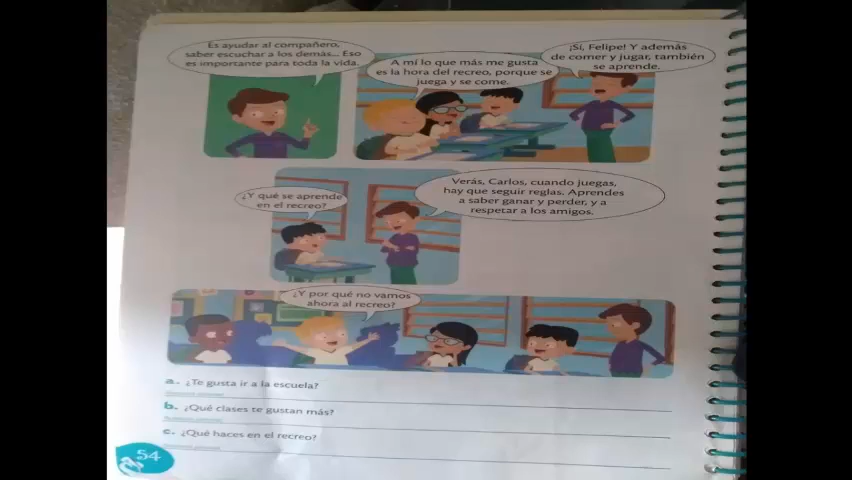 Es ayudar al compañero,
saber escuchar a los demás... Eso
es importante para toda la vida.
A mí lo que más me gusta
es la hora del recreo, porque se
juega y se come.
¡Sí, Felipe! Y además
de comer y jugar, también
se aprende.
¿Y qué se aprende
en el recreo?
Verás, Carlos, cuando juegas,
hay que seguir reglas. Aprendes
a saber ganar y perder, y a
respetar a los amigos.
¿Y por qué no vamos
ahora al recreo?
a. ¿Te gusta ir a la escuela?
b. ¿Qué clases te gustan más?
c. ¿Qué haces en el recreo?
54